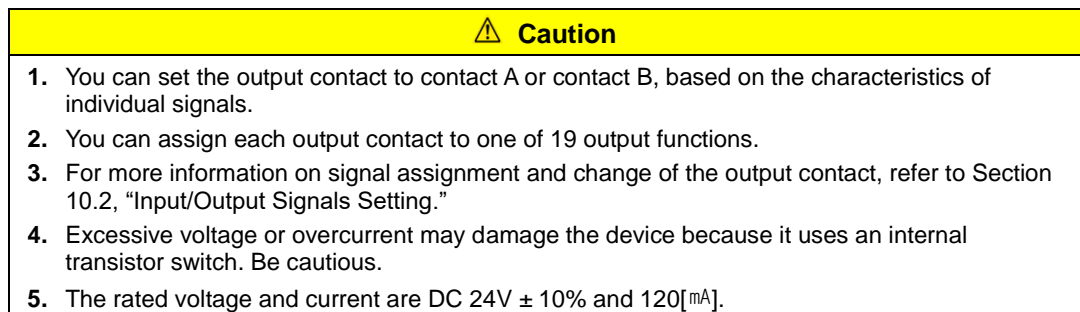 ⚠ Caution
1. You can set the output contact to contact A or contact B, based on the characteristics of
individual signals.
2. You can assign each output contact to one of 19 output functions.
3. For more information on signal assignment and change of the output contact, refer to Section
10.2, “Input/Output Signals Setting.”
4. Excessive voltage or overcurrent may damage the device because it uses an internal
transistor switch. Be cautious.
5. The rated voltage and current are DC 24V ± 10% and 120[㎃].